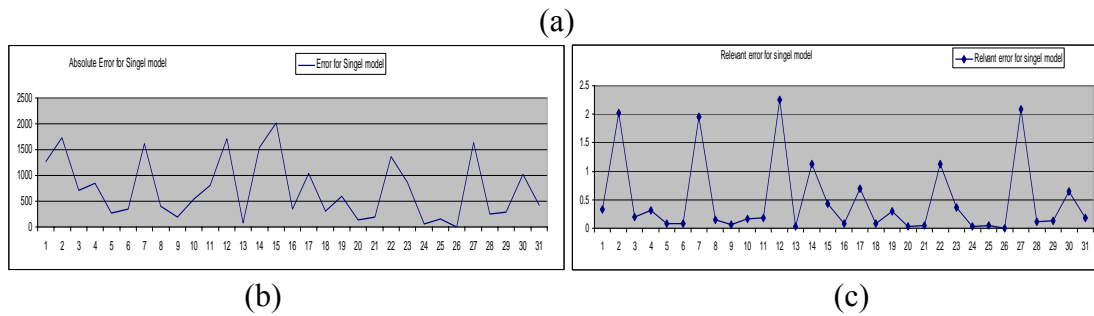 (a)
Absolute Error for Singel model
Error for Singel model
2500
2000
1500
1000
500
0
1 2 3 4 5 6 7 8 9 10 11 12 13 14 15 16 17 18 19 20 21 22 23 24 25 26 27 28 29 30 31
(b)
Relevant error for singel model
Relvant error for singel model
2.5
2
1.5
1
0.5
0
1 2 3 4 5 6 7 8 9 10 11 12 13 14 15 16 17 18 19 20 21 22 23 24 25 26 27 28 29 30 31
(c)